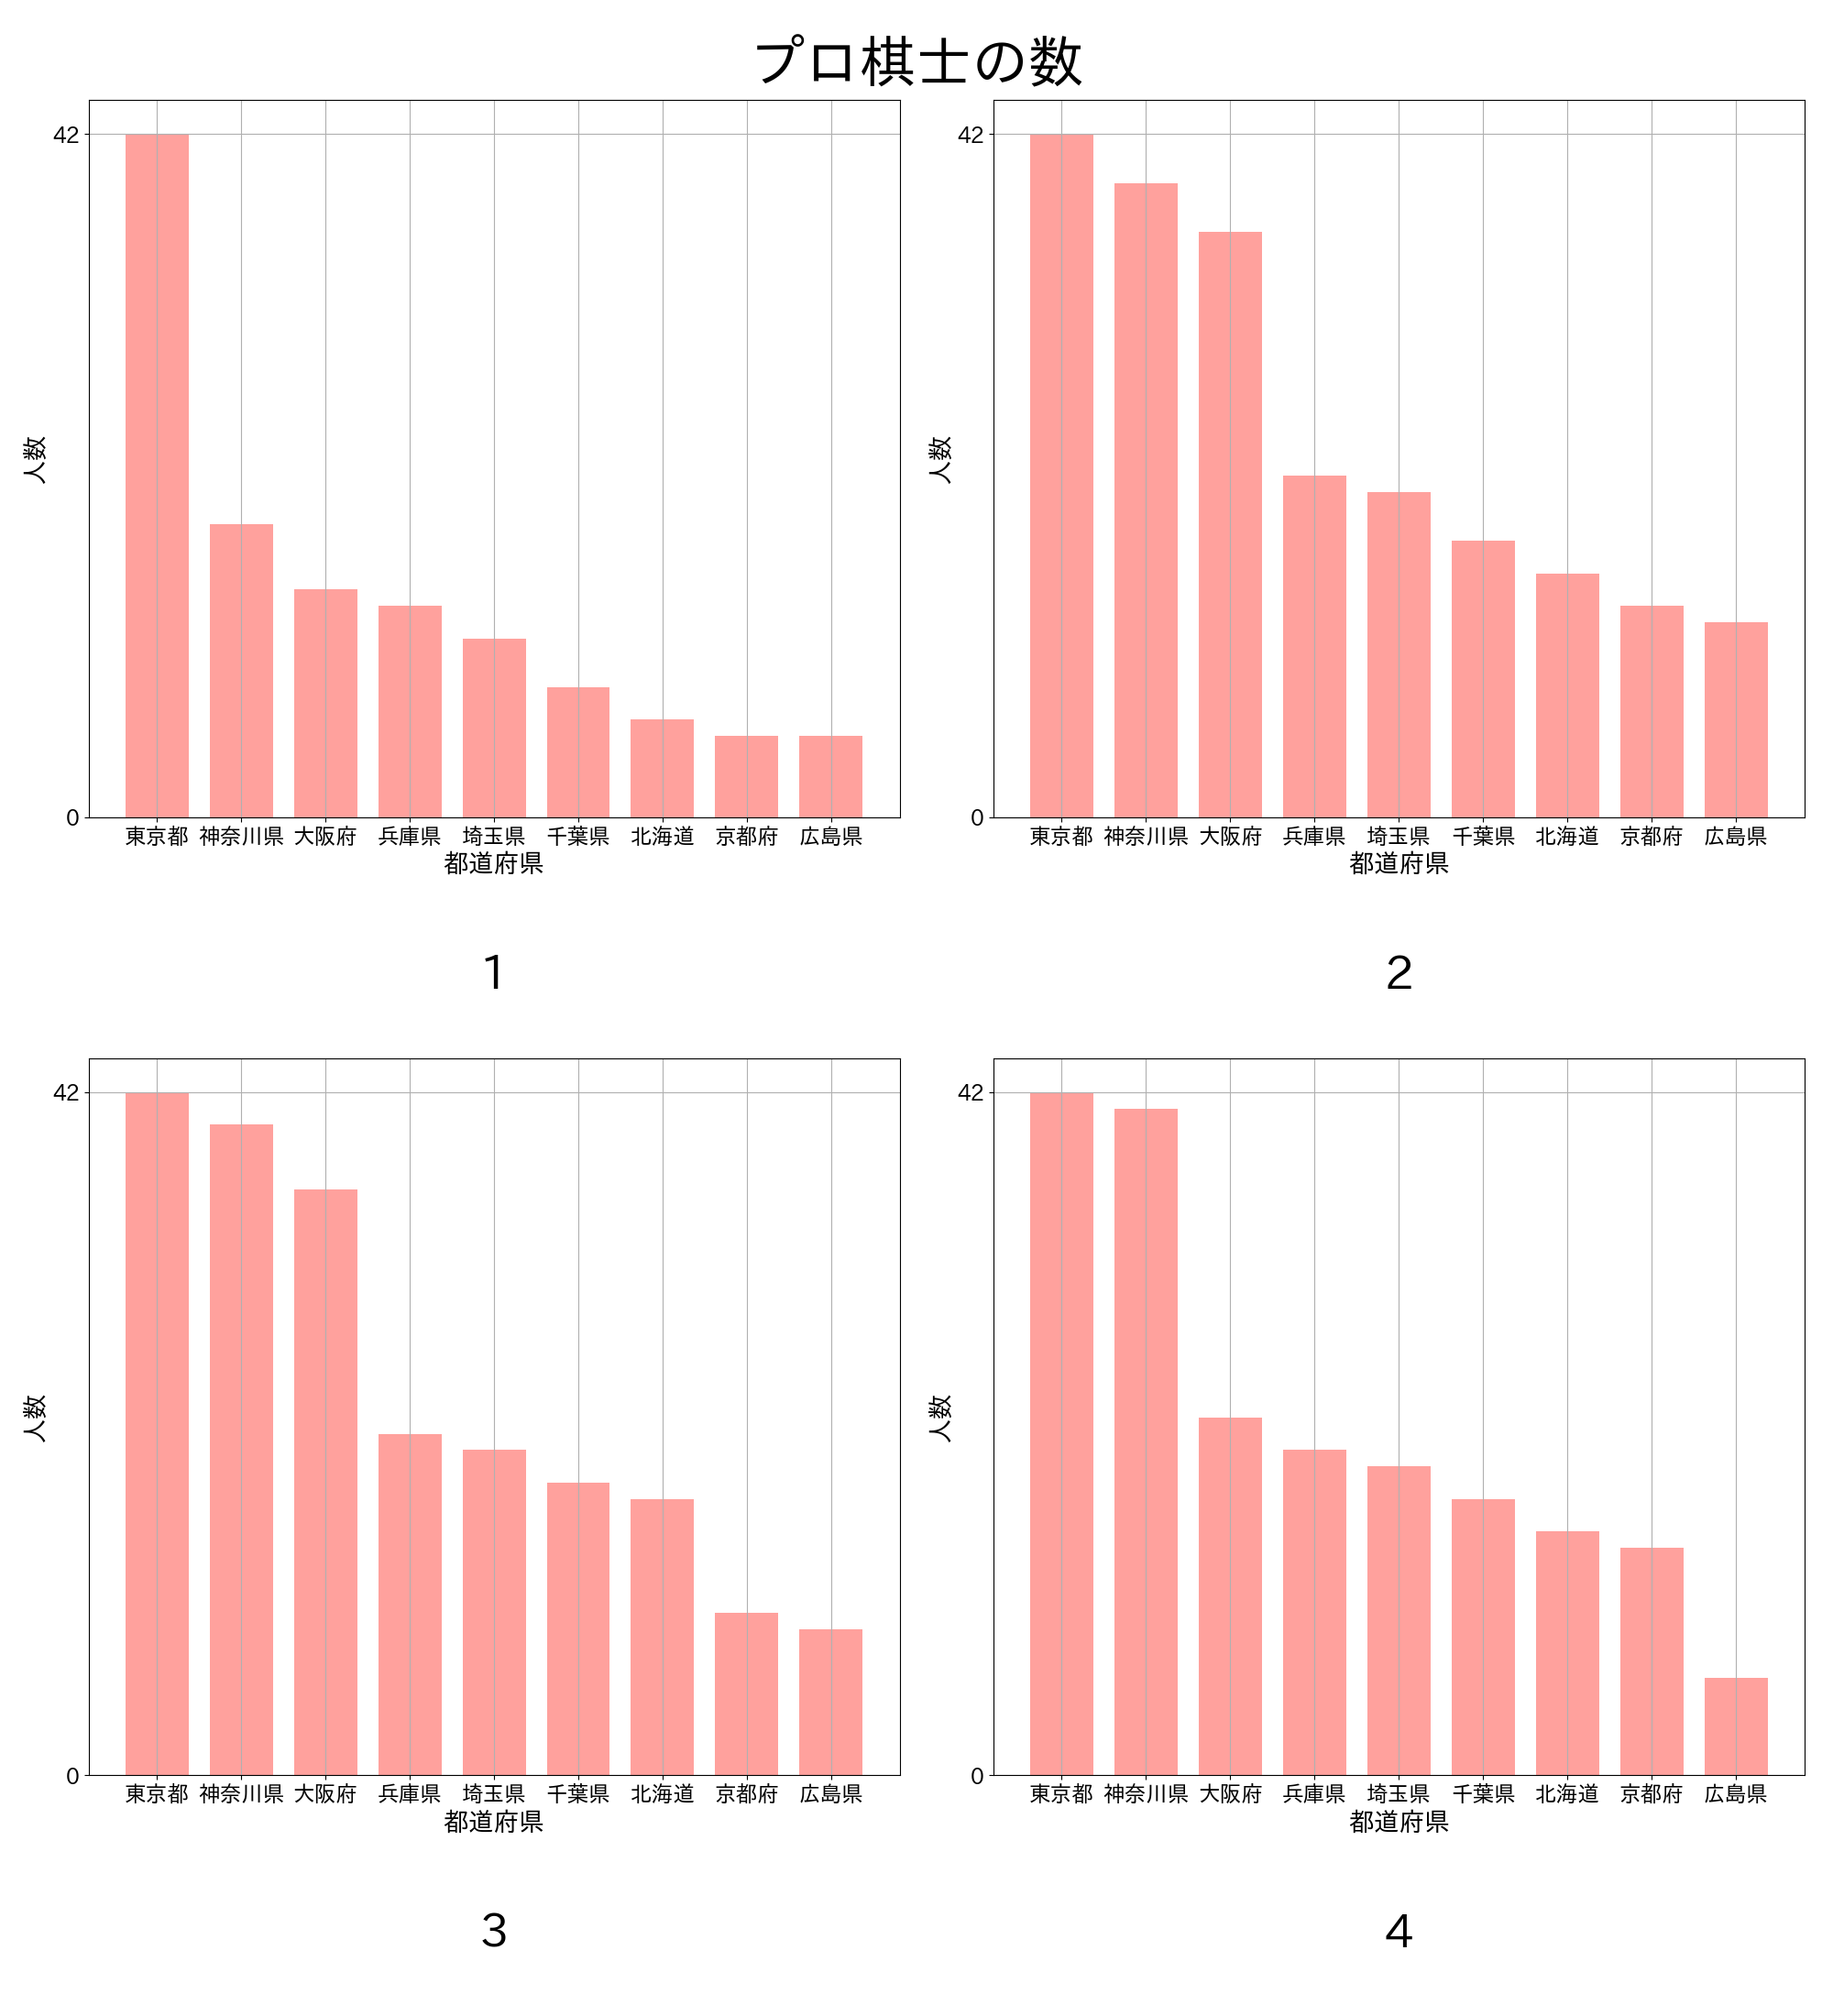 プロ棋士の数
42
0
人数
東京都 神奈川県 大阪府 兵庫県 埼玉県 千葉県 北海道 京都府 広島県
都道府県
1
42
0
人数
東京都 神奈川県 大阪府 兵庫県 埼玉県 千葉県 北海道 京都府 広島県
都道府県
2
42
0
人数
東京都 神奈川県 大阪府 兵庫県 埼玉県 千葉県 北海道 京都府 広島県
都道府県
3
42
0
人数
東京都 神奈川県 大阪府 兵庫県 埼玉県 千葉県 北海道 京都府 広島県
都道府県
4